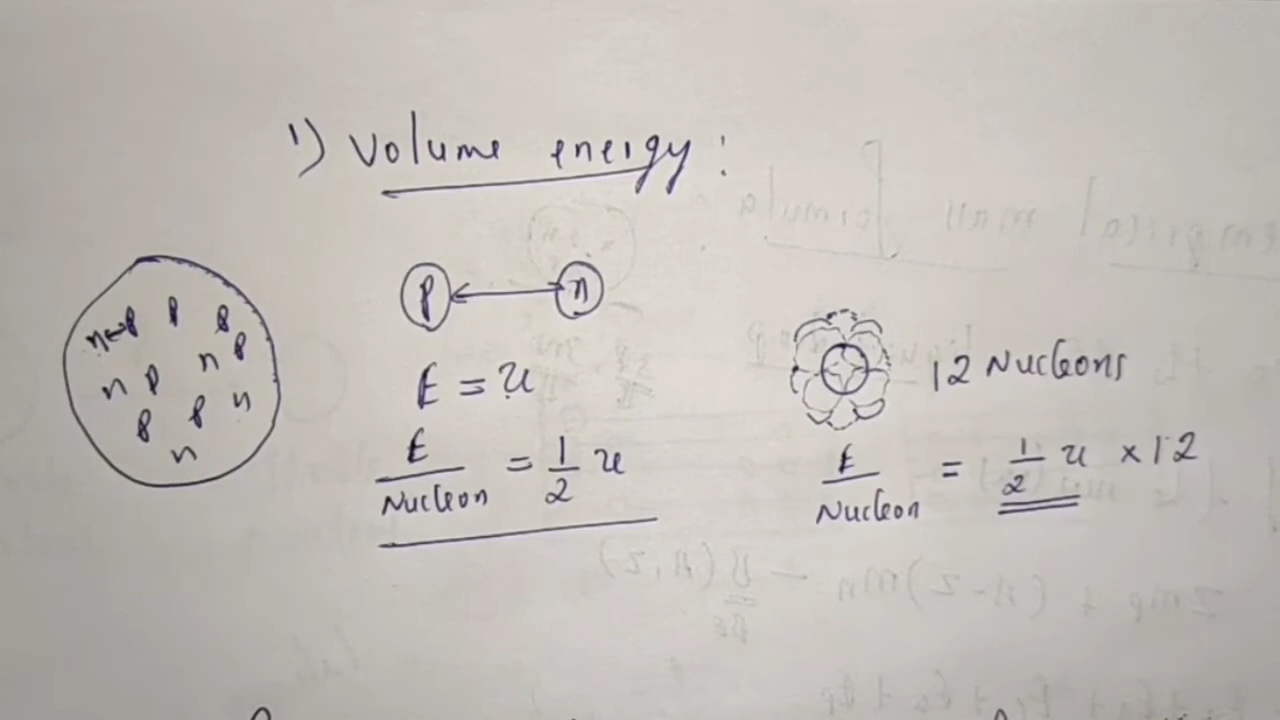 1) Volume energy:
p n
n p p p
n p n p
p p n
n
E = u
E/Nucleon = 1/2 u
12 Nucleons
E/Nucleon = 1/2 u × 12